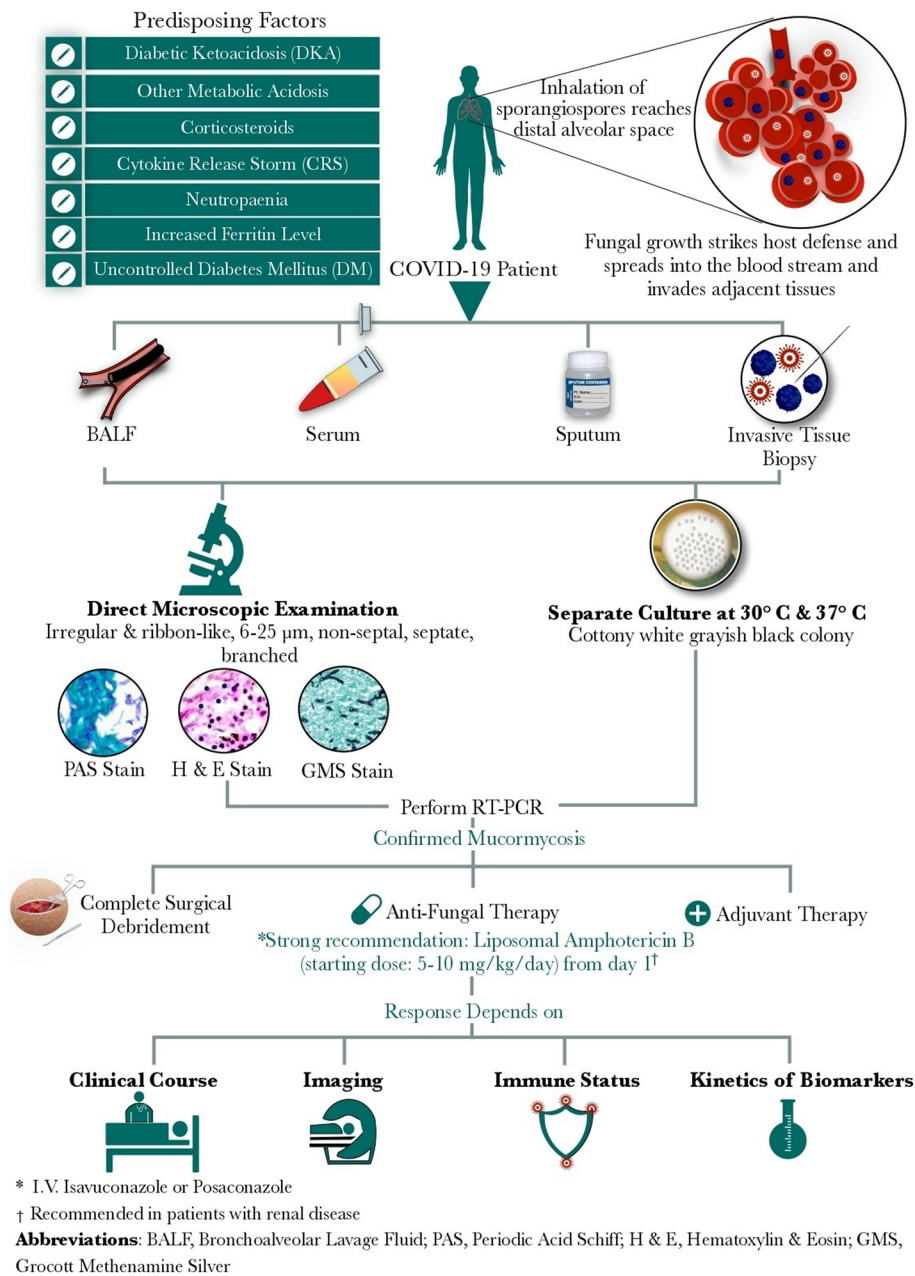 Predisposing Factors
Diabetic Ketoacidosis (DKA)
Other Metabolic Acidosis
Corticosteroids
Cytokine Release Storm (CRS)
Neutropaenia
Increased Ferritin Level
Uncontrolled Diabetes Mellitus (DM)
COVID-19 Patient
Inhalation of
sporangiospores reaches
distal alveolar space
Fungal growth strikes host defense and
spreads into the blood stream and
invades adjacent tissues
BALF
Serum
SPUTUM CONTAINER
Sputum
Invasive Tissue
Biopsy
Direct Microscopic Examination
Irregular & ribbon-like, 6-25 µm, non-septal, septate,
branched
Separate Culture at 30° C & 37° C
Cottony white grayish black colony
PAS Stain
H & E Stain
GMS Stain
Perform RT-PCR
Confirmed Mucormycosis
Complete Surgical
Debridement
Anti-Fungal Therapy
*Strong recommendation: Liposomal Amphotericin B
(starting dose: 5-10 mg/kg/day) from day 1†
Adjuvant Therapy
Response Depends on
Clinical Course
Imaging
Immune Status
Kinetics of Biomarkers
* I.V. Isavuconazole or Posaconazole
† Recommended in patients with renal disease
Abbreviations: BALF, Bronchoalveolar Lavage Fluid; PAS, Periodic Acid Schiff; H & E, Hematoxylin & Eosin; GMS,
Grocott Methenamine Silver